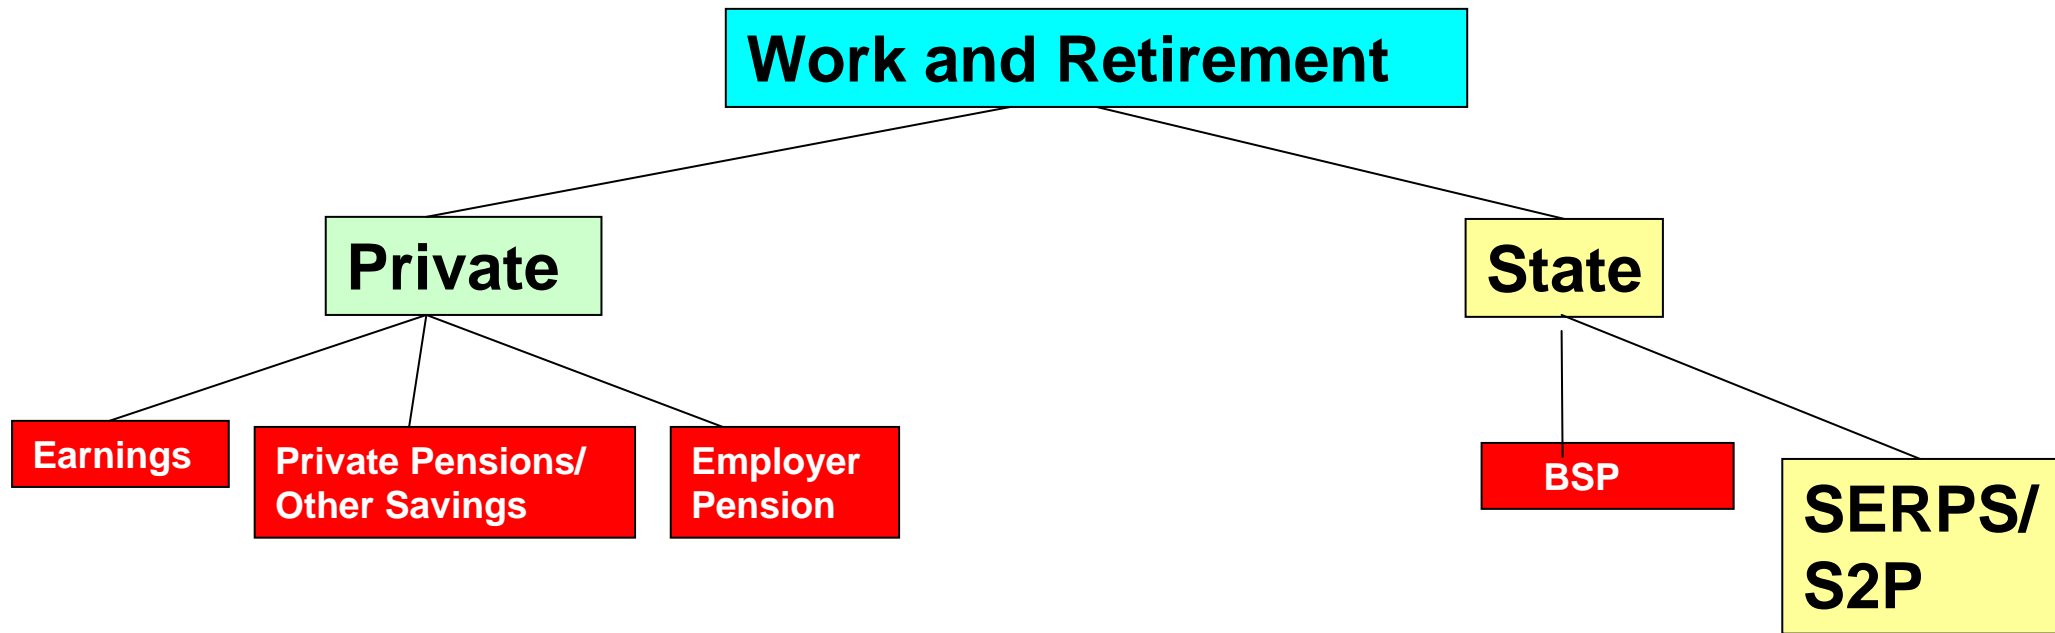 Work and Retirement
Private
State
Earnings
Private Pensions/
Other Savings
Employer
Pension
BSP
SERPS/
S2P